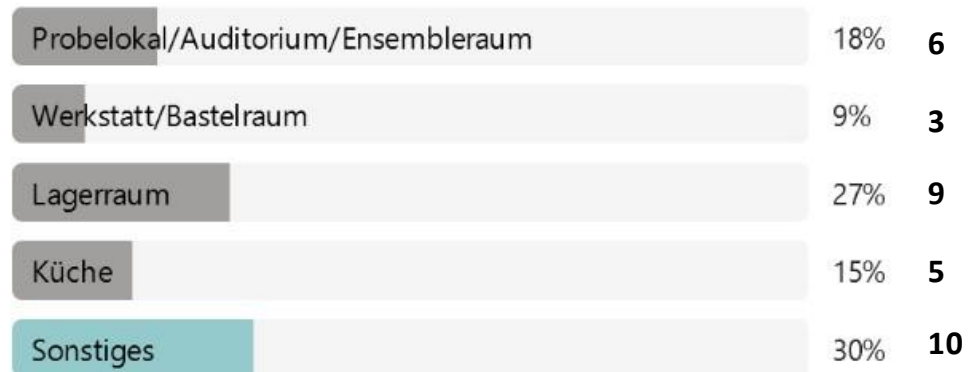 Probelokal/Auditorium/Ensembleraum 18% 6
Werkstatt/Bastelraum 9% 3
Lagerraum 27% 9
Küche 15% 5
Sonstiges 30% 10